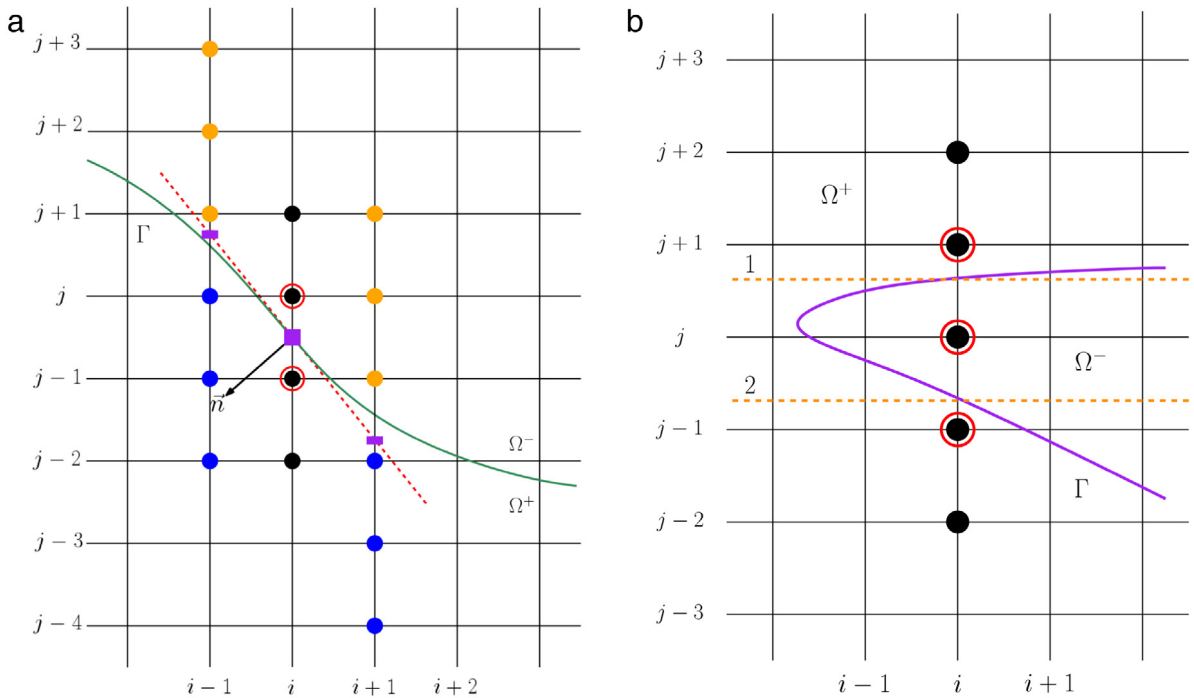 a
j + 3
j + 2
j + 1
Γ
j
j − 1
n⃗
j − 2
Ω⁻
Ω⁺
j − 3
j − 4
i − 1
i
i + 1
i + 2
b
j + 3
j + 2
Ω⁺
j + 1
1
j
Ω⁻
2
j − 1
Γ
j − 2
j − 3
i − 1
i
i + 1